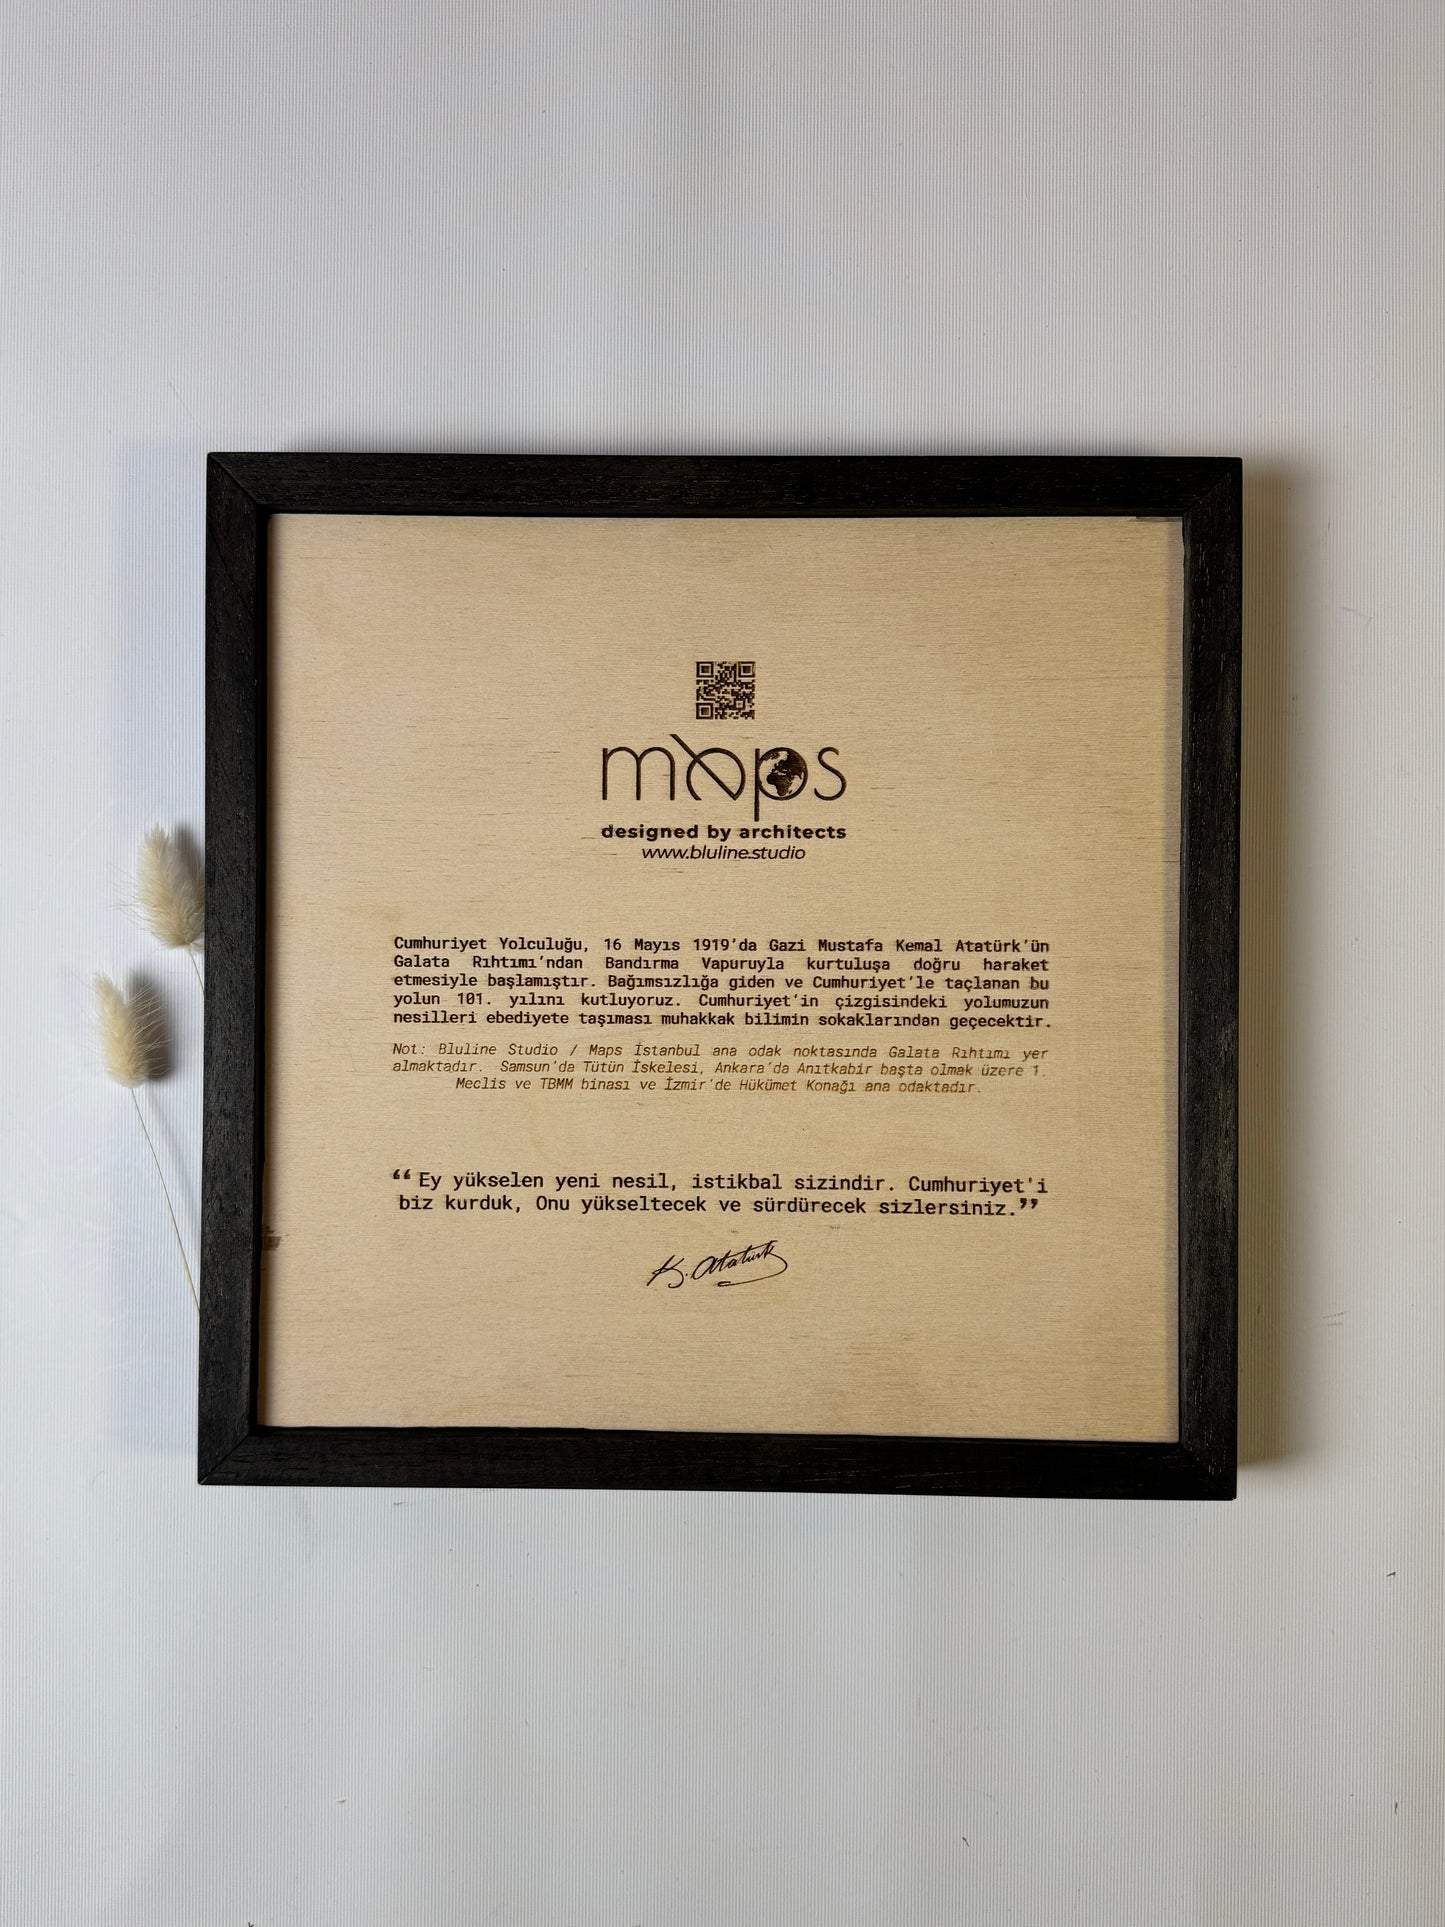 maps
designed by architects
www.bluline.studio
Cumhuriyet Yolculuğu, 16 Mayıs 1919'da Gazi Mustafa Kemal Atatürk'ün
Galata Rıhtımı'ndan Bandırma Vapuruyla kurtuluşa doğru haraket
etmesiyle başlamıştır. Bağımsızlığa giden ve Cumhuriyet'le taçlanan bu
yolun 101. yılını kutluyoruz. Cumhuriyet'in çizgisindeki yolumuzun
nesilleri ebediyete taşıması muhakkak bilimin sokaklarından geçecektir.
Not: Bluline Studio / Maps İstanbul ana odak noktasında Galata Rıhtımı yer
almaktadır. Samsun'da Tütün İskelesi, Ankara'da Anıtkabir başta olmak üzere 1.
Meclis ve TBMM binası ve İzmir'de Hükümet Konağı ana odaktadır.
“Ey yükselen yeni nesil, istikbal sizindir. Cumhuriyet'i
biz kurduk, Onu yükseltecek ve sürdürecek sizlersiniz.”
K. Atatürk